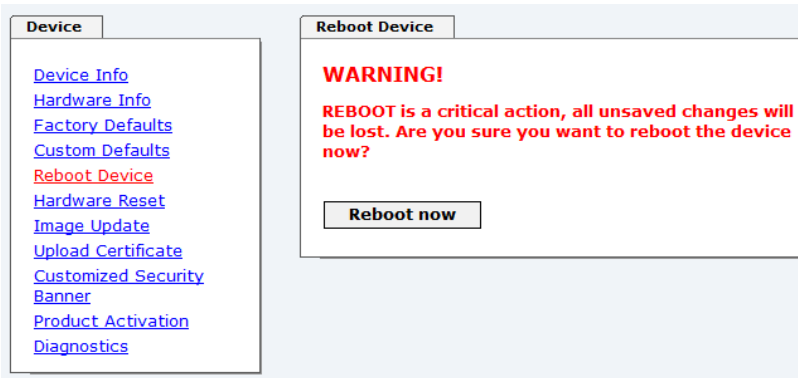 Device
Device Info
Hardware Info
Factory Defaults
Custom Defaults
Reboot Device
Hardware Reset
Image Update
Upload Certificate
Customized Security
Banner
Product Activation
Diagnostics
Reboot Device
WARNING!
REBOOT is a critical action, all unsaved changes will
be lost. Are you sure you want to reboot the device
now?
Reboot now